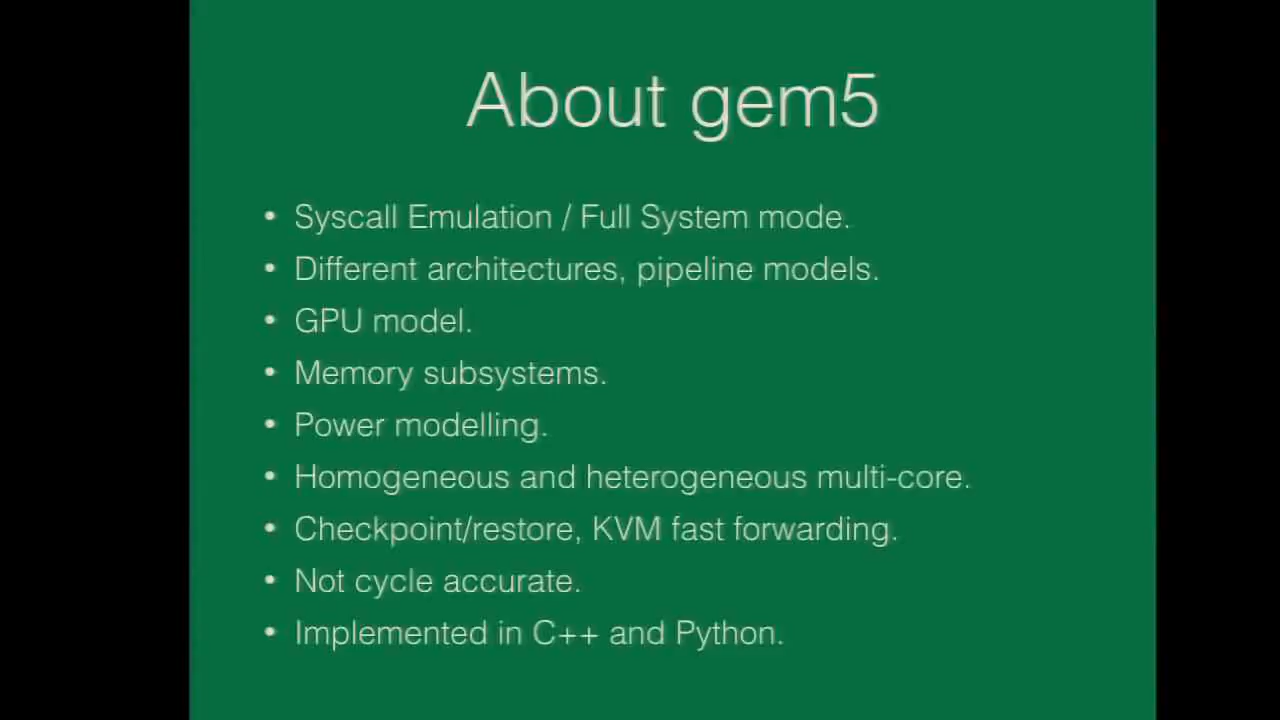 About gem5
• Syscall Emulation / Full System mode.
• Different architectures, pipeline models.
• GPU model.
• Memory subsystems.
• Power modelling.
• Homogeneous and heterogeneous multi-core.
• Checkpoint/restore, KVM fast forwarding.
• Not cycle accurate.
• Implemented in C++ and Python.